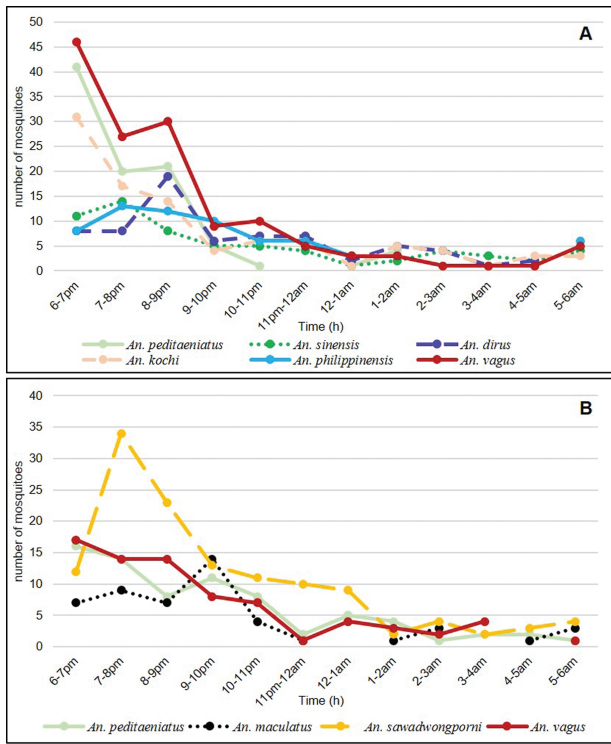 A
number of mosquitoes
50
45
40
35
30
25
20
15
10
5
0
6-7pm
7-8pm
8-9pm
9-10pm
10-11pm
11pm-12am
12-1am
1-2am
2-3am
3-4am
4-5am
5-6am
Time (h)
An. peditaeniatus An. sinensis An. dirus
An. kochi An. philippinensis An. vagus
B
number of mosquitoes
40
35
30
25
20
15
10
5
0
6-7pm
7-8pm
8-9pm
9-10pm
10-11pm
11pm-12am
12-1am
1-2am
2-3am
3-4am
4-5am
5-6am
Time (h)
An. peditaeniatus An. maculatus An. sawadwongporni An. vagus